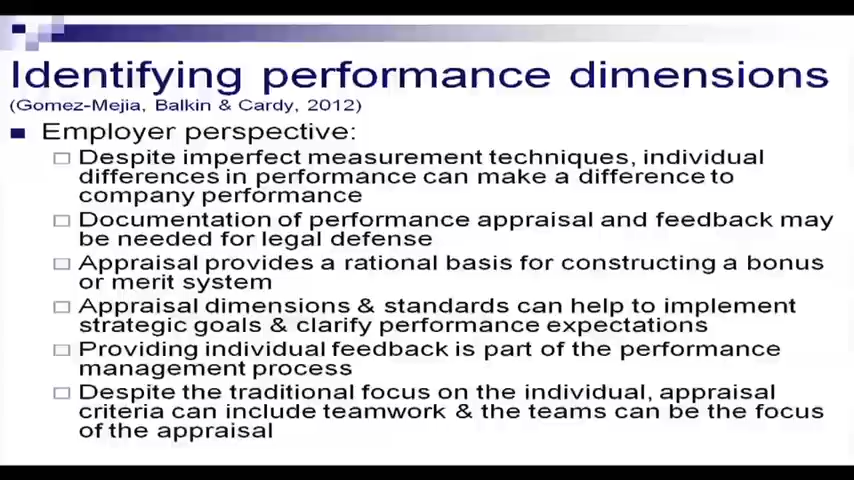 Identifying performance dimensions
(Gomez-Mejia, Balkin & Cardy, 2012)
Employer perspective:
Despite imperfect measurement techniques, individual
differences in performance can make a difference to
company performance
Documentation of performance appraisal and feedback may
be needed for legal defense
Appraisal provides a rational basis for constructing a bonus
or merit system
Appraisal dimensions & standards can help to implement
strategic goals & clarify performance expectations
Providing individual feedback is part of the performance
management process
Despite the traditional focus on the individual, appraisal
criteria can include teamwork & the teams can be the focus
of the appraisal